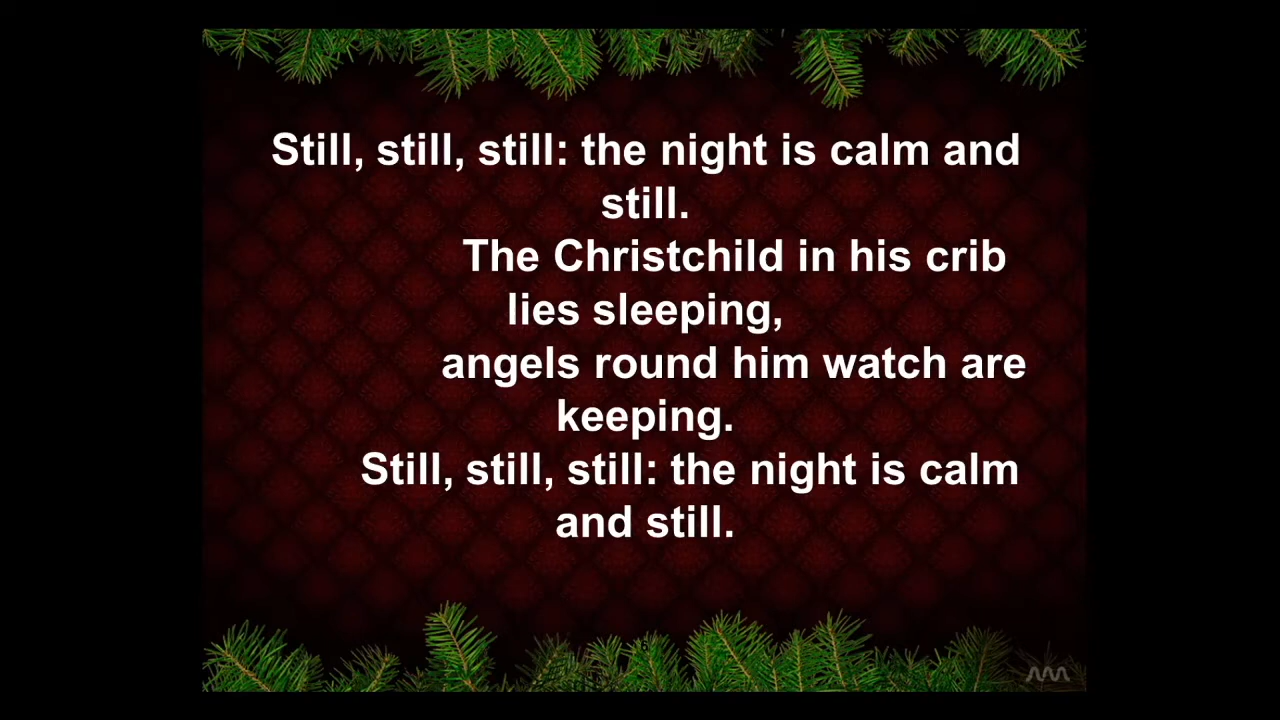 Still, still, still: the night is calm and
still.
The Christchild in his crib
lies sleeping,
angels round him watch are
keeping.
Still, still, still: the night is calm
and still.